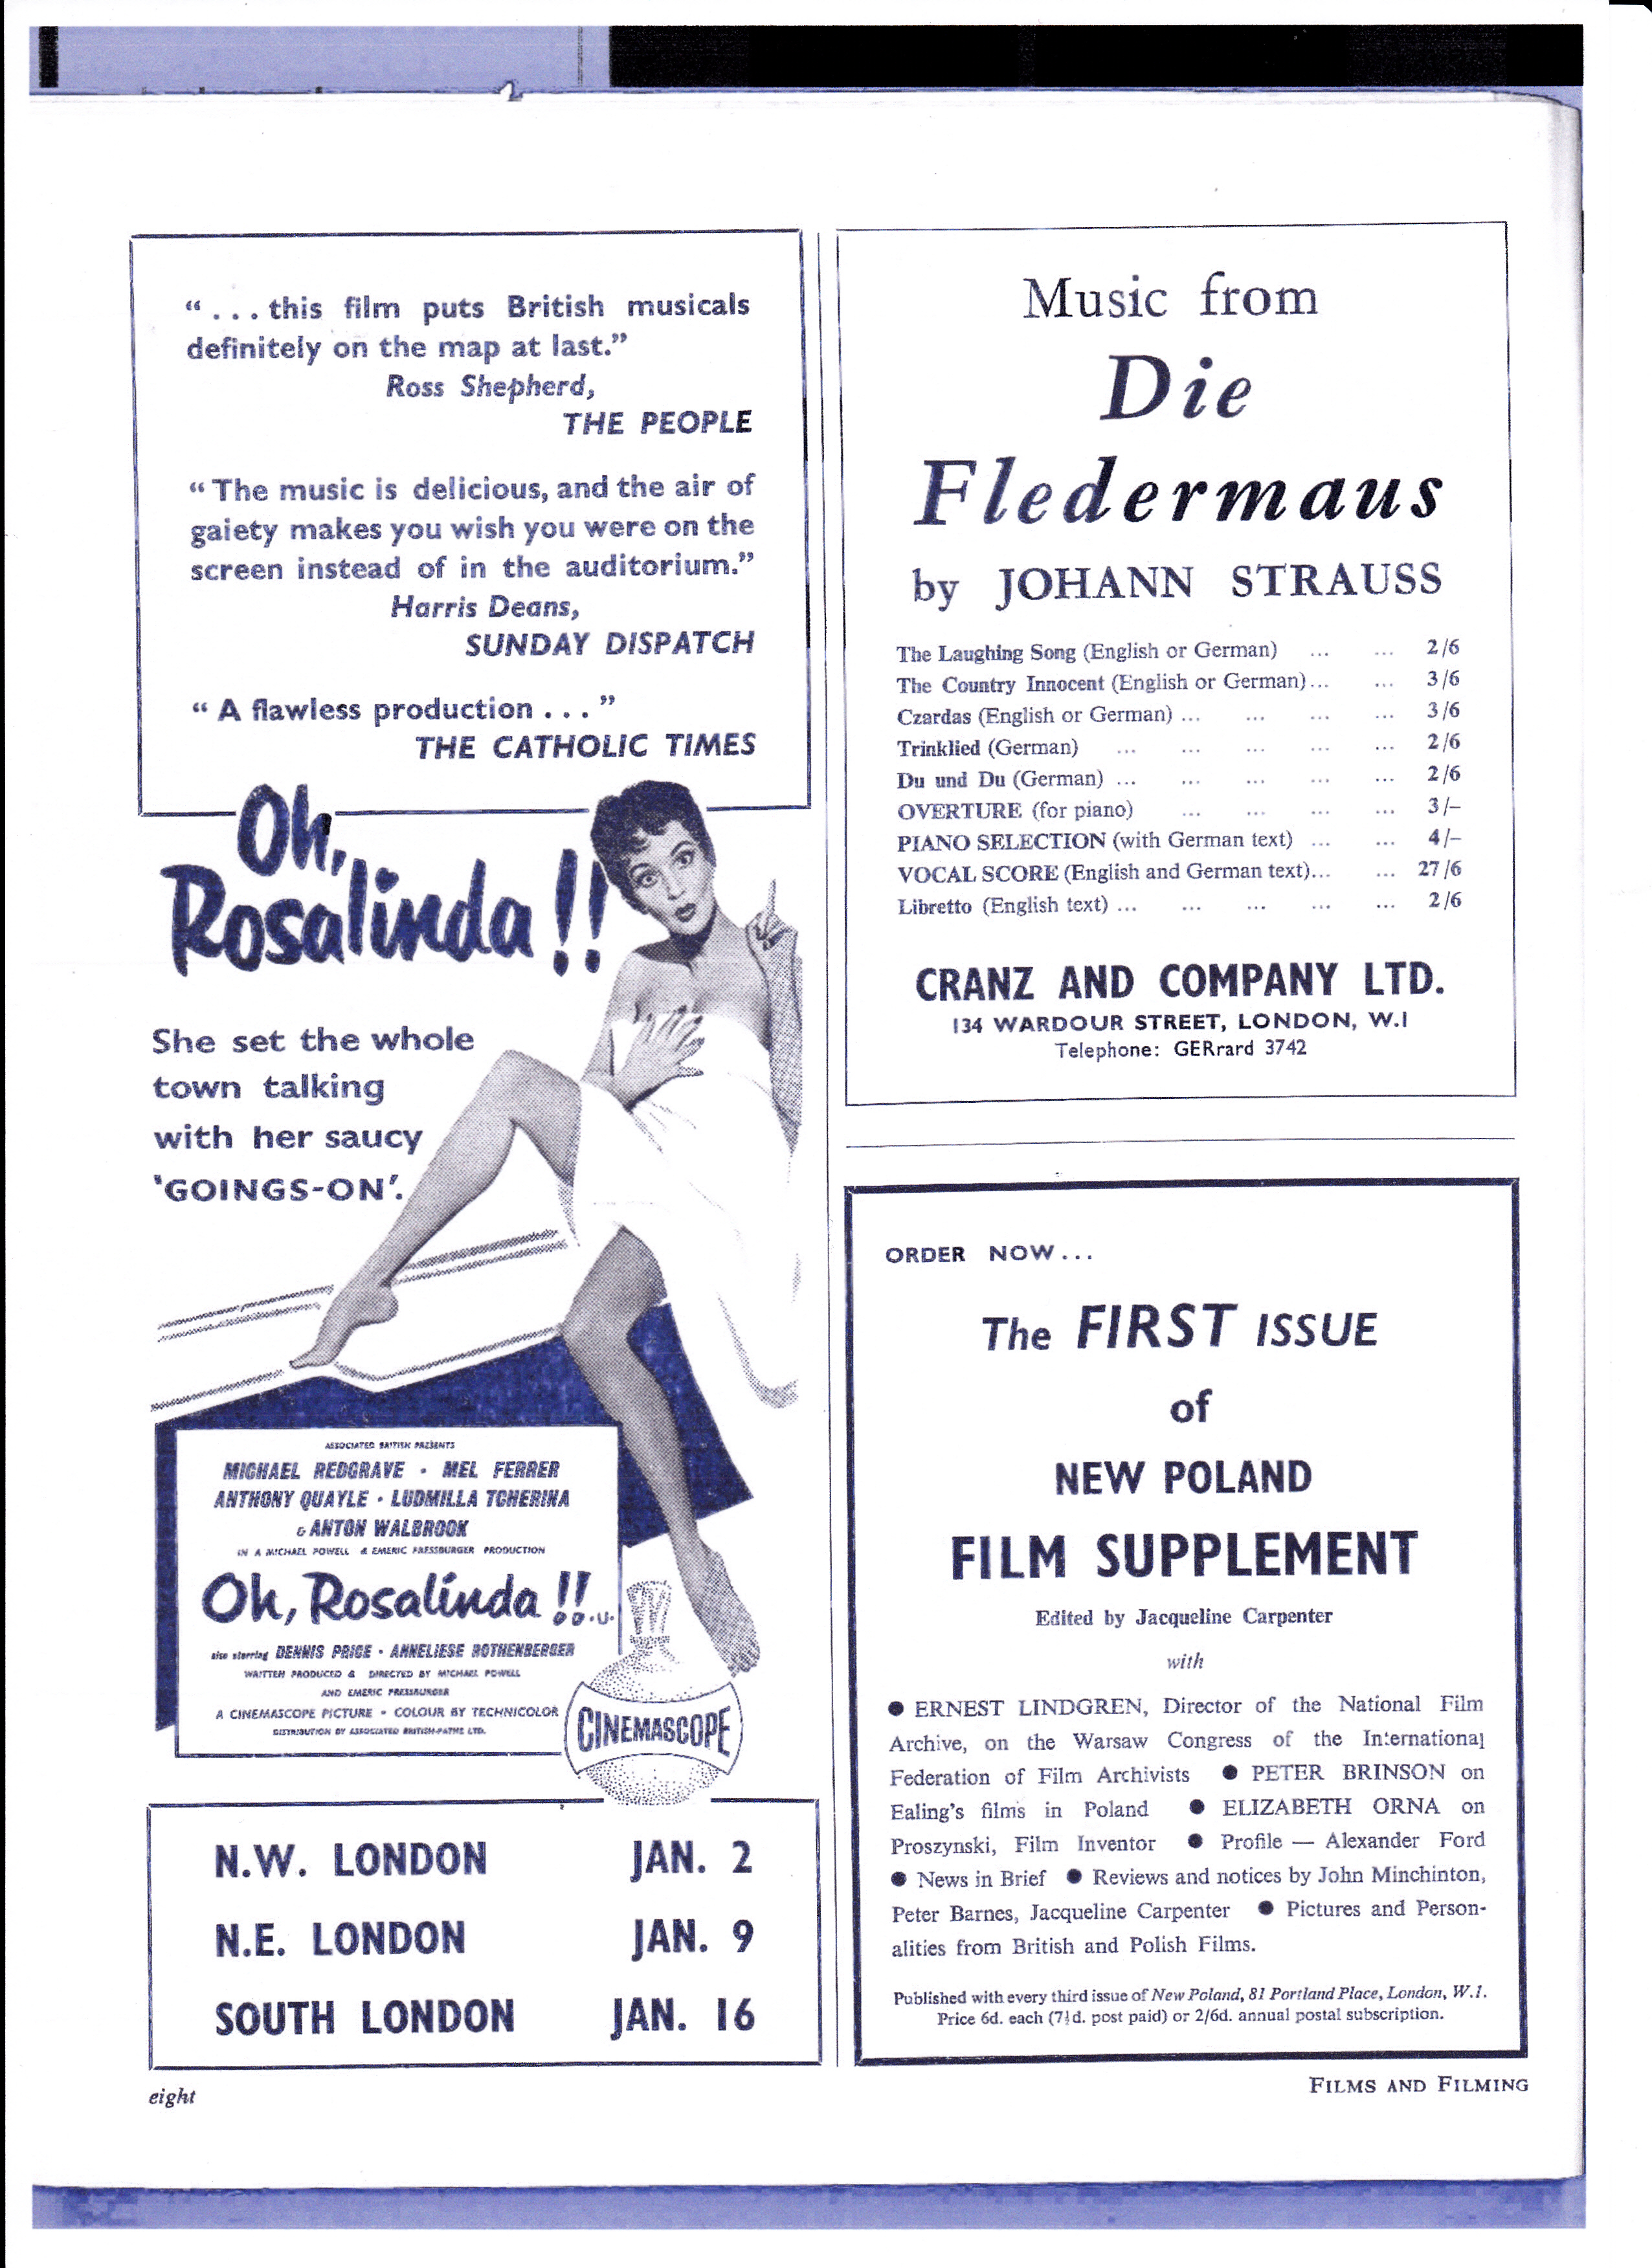 “ . . . this film puts British musicals
definitely on the map at last.”
Ross Shepherd,
THE PEOPLE
“ The music is delicious, and the air of
gaiety makes you wish you were on the
screen instead of in the auditorium.”
Harris Deans,
SUNDAY DISPATCH
“ A flawless production . . . ”
THE CATHOLIC TIMES
Oh,
Rosalinda !!
She set the whole
town talking
with her saucy
‘GOINGS-ON’.
ASSOCIATED BRITISH PRESENTS
MICHAEL REDGRAVE · MEL FERRER
ANTHONY QUAYLE · LUDMILLA TCHERINA
& ANTON WALBROOK
IN A MICHAEL POWELL & EMERIC PRESSBURGER PRODUCTION
Oh, Rosalinda !! . U .
also starring DENNIS PRICE · ANNELIESE ROTHENBERGER
WRITTEN PRODUCED & DIRECTED BY MICHAEL POWELL
AND EMERIC PRESSBURGER
A CINEMASCOPE PICTURE · COLOUR BY TECHNICOLOR
DISTRIBUTION BY ASSOCIATED BRITISH-PATHE LTD.
CINEMASCOPE
N.W. LONDON JAN. 2
N.E. LONDON JAN. 9
SOUTH LONDON JAN. 16
Music from
Die
Fledermaus
by JOHANN STRAUSS
The Laughing Song (English or German) ... ... 2/6
The Country Innocent (English or German)... ... 3/6
Czardas (English or German) ... ... ... ... 3/6
Trinklied (German) ... ... ... ... ... 2/6
Du und Du (German) ... ... ... ... ... 2/6
OVERTURE (for piano) ... ... ... ... 3/–
PIANO SELECTION (with German text) ... ... 4/–
VOCAL SCORE (English and German text)... ... 27/6
Libretto (English text) ... ... ... ... ... 2/6
CRANZ AND COMPANY LTD.
134 WARDOUR STREET, LONDON, W.1
Telephone: GERrard 3742
ORDER NOW . . .
The FIRST ISSUE
of
NEW POLAND
FILM SUPPLEMENT
Edited by Jacqueline Carpenter
with
● ERNEST LINDGREN, Director of the National Film
Archive, on the Warsaw Congress of the International
Federation of Film Archivists ● PETER BRINSON on
Ealing’s films in Poland ● ELIZABETH ORNA on
Proszynski, Film Inventor ● Profile — Alexander Ford
● News in Brief ● Reviews and notices by John Minchinton,
Peter Barnes, Jacqueline Carpenter ● Pictures and Person-
alities from British and Polish Films.
Published with every third issue of New Poland, 81 Portland Place, London, W.1.
Price 6d. each (7½d. post paid) or 2/6d. annual postal subscription.
eight
FILMS AND FILMING